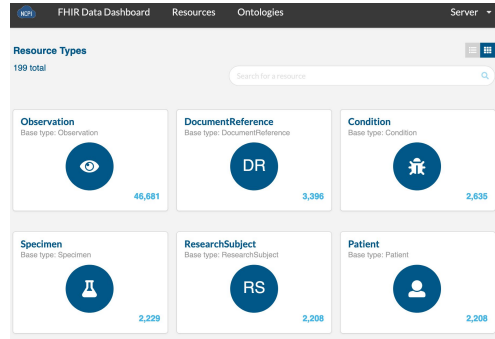 NCPI FHIR Data Dashboard Resources Ontologies Server
Resource Types
199 total
Search for a resource
Observation
Base type: Observation
46,681
DocumentReference
Base type: DocumentReference
DR
3,396
Condition
Base type: Condition
2,635
Specimen
Base type: Specimen
2,229
ResearchSubject
Base type: ResearchSubject
RS
2,208
Patient
Base type: Patient
2,208